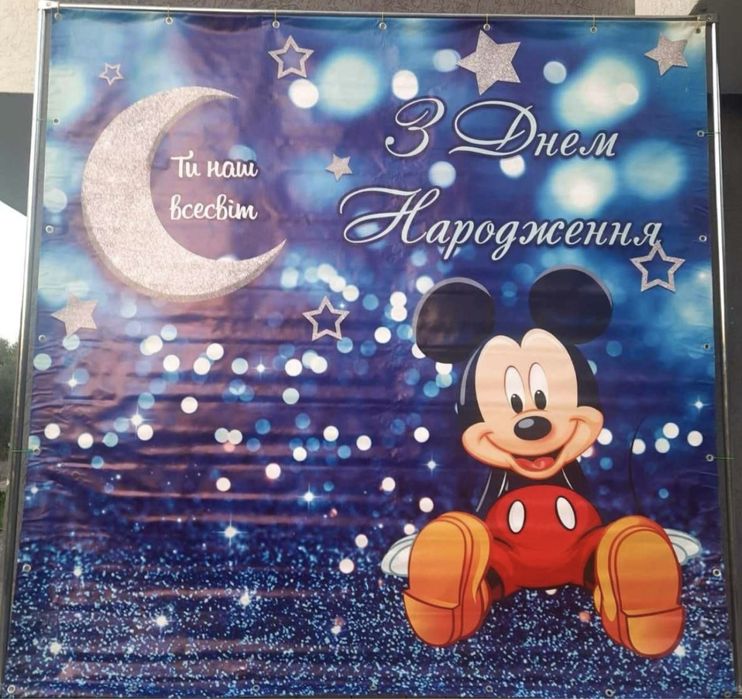 Ти наш
всесвіт
З Днем
Народження